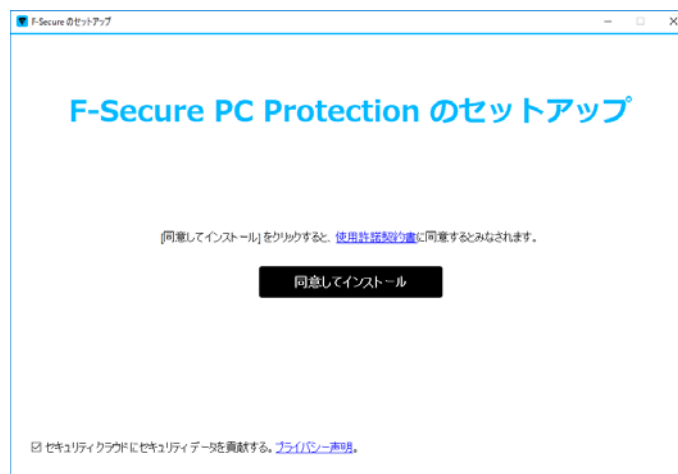 F-Secure のセットアップ
F-Secure PC Protection のセットアップ
[同意してインストール] をクリックすると、使用許諾契約書に同意するとみなされます。
同意してインストール
セキュリティ クラウドにセキュリティ データを貢献する。プライバシー声明。